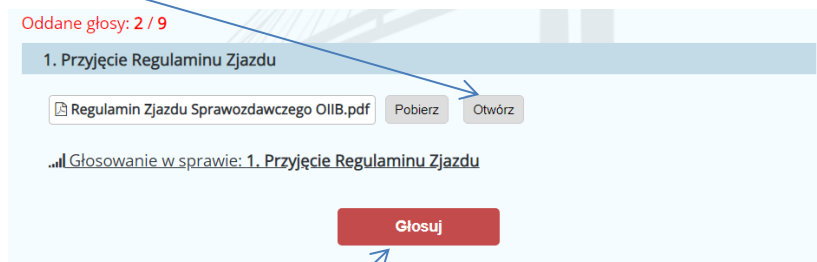 Oddane głosy: 2 / 9
1. Przyjęcie Regulaminu Zjazdu
Regulamin Zjazdu Sprawozdawczego OIIB.pdf Pobierz Otwórz
Głosowanie w sprawie: 1. Przyjęcie Regulaminu Zjazdu
Głosuj